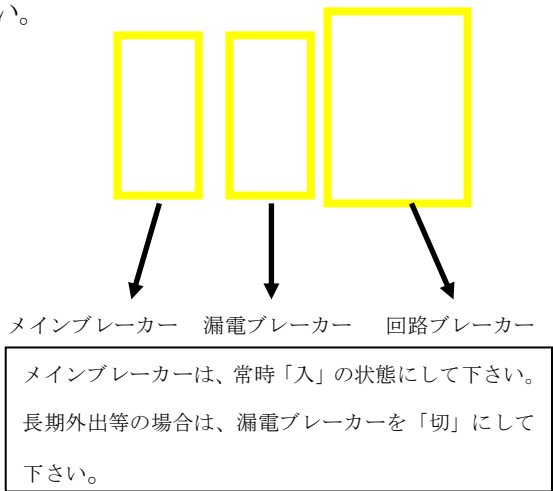 い。
メインブレーカー 漏電ブレーカー 回路ブレーカー
メインブレーカーは、常時「入」の状態にして下さい。
長期外出等の場合は、漏電ブレーカーを「切」にして
下さい。